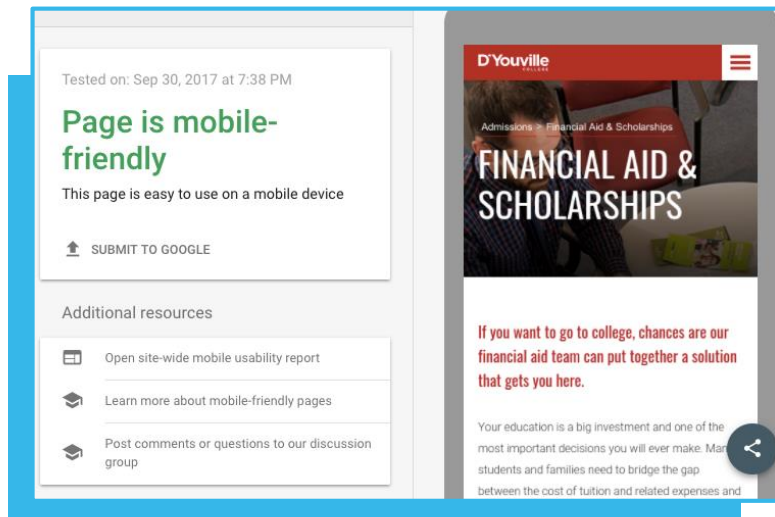 Tested on: Sep 30, 2017 at 7:38 PM
Page is mobile-
friendly
This page is easy to use on a mobile device
SUBMIT TO GOOGLE
Additional resources
Open site-wide mobile usability report
Learn more about mobile-friendly pages
Post comments or questions to our discussion
group
D'Youville
COLLEGE
Admissions > Financial Aid & Scholarships
FINANCIAL AID &
SCHOLARSHIPS
If you want to go to college, chances are our
financial aid team can put together a solution
that gets you here.
Your education is a big investment and one of the
most important decisions you will ever make.
students and families need to bridge the gap
between the cost of tuition and related expenses and